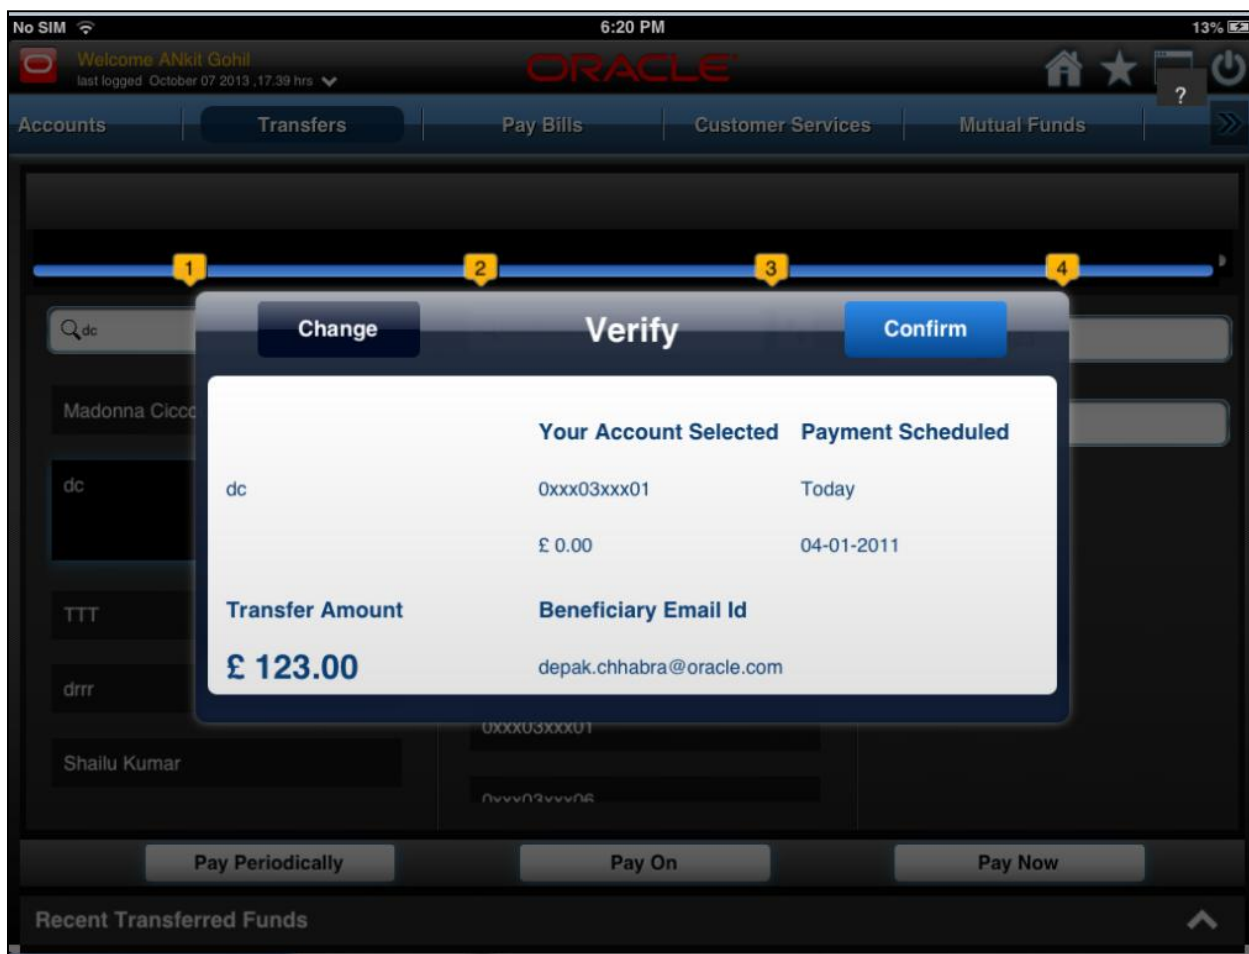 No SIM 6:20 PM 13%
Welcome ANkit Gohil
last logged October 07 2013 ,17.39 hrs
ORACLE
?
Accounts Transfers Pay Bills Customer Services Mutual Funds
1 2 3 4
dc
Change Verify Confirm
Madonna Cicco
Your Account Selected Payment Scheduled
dc
dc 0xxx03xxx01 Today
£ 0.00 04-01-2011
TTT
Transfer Amount Beneficiary Email Id
£ 123.00 depak.chhabra@oracle.com
drrr
0xxx03xxx01
Shailu Kumar
0xxx03xxx06
Pay Periodically Pay On Pay Now
Recent Transferred Funds